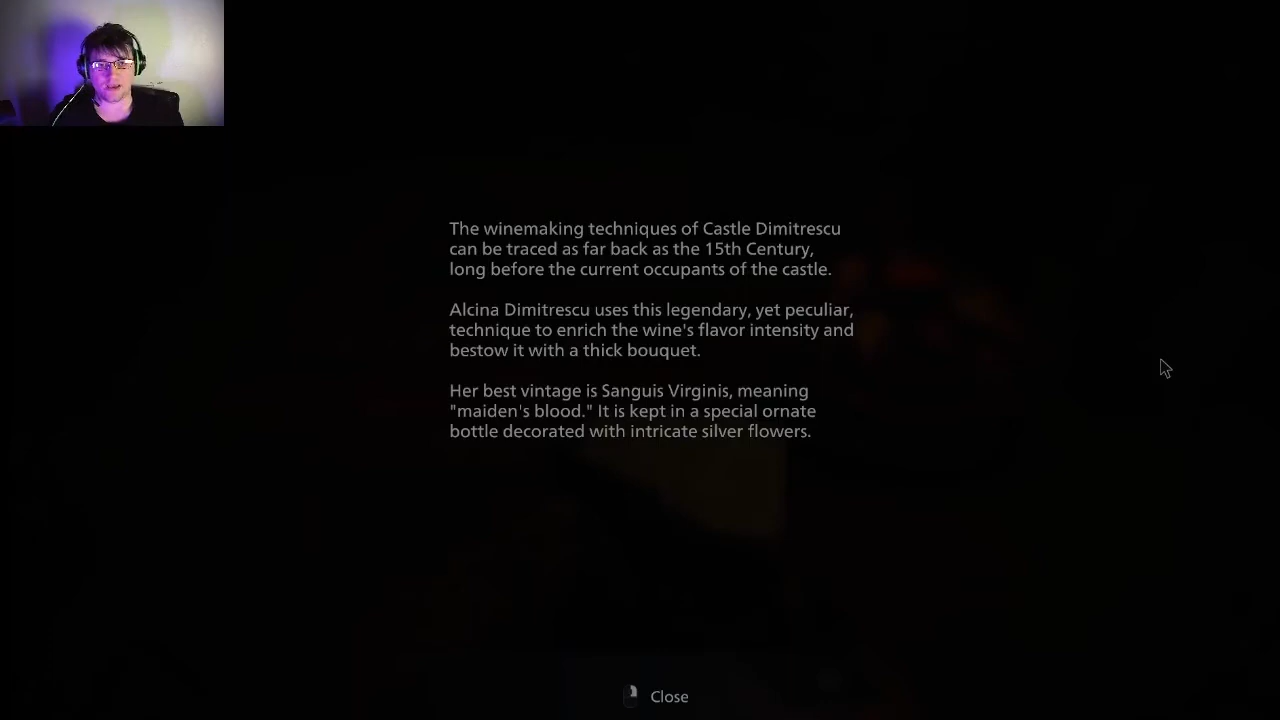 The winemaking techniques of Castle Dimitrescu
can be traced as far back as the 15th Century,
long before the current occupants of the castle.
Alcina Dimitrescu uses this legendary, yet peculiar,
technique to enrich the wine's flavor intensity and
bestow it with a thick bouquet.
Her best vintage is Sanguis Virginis, meaning
"maiden's blood." It is kept in a special ornate
bottle decorated with intricate silver flowers.
Close